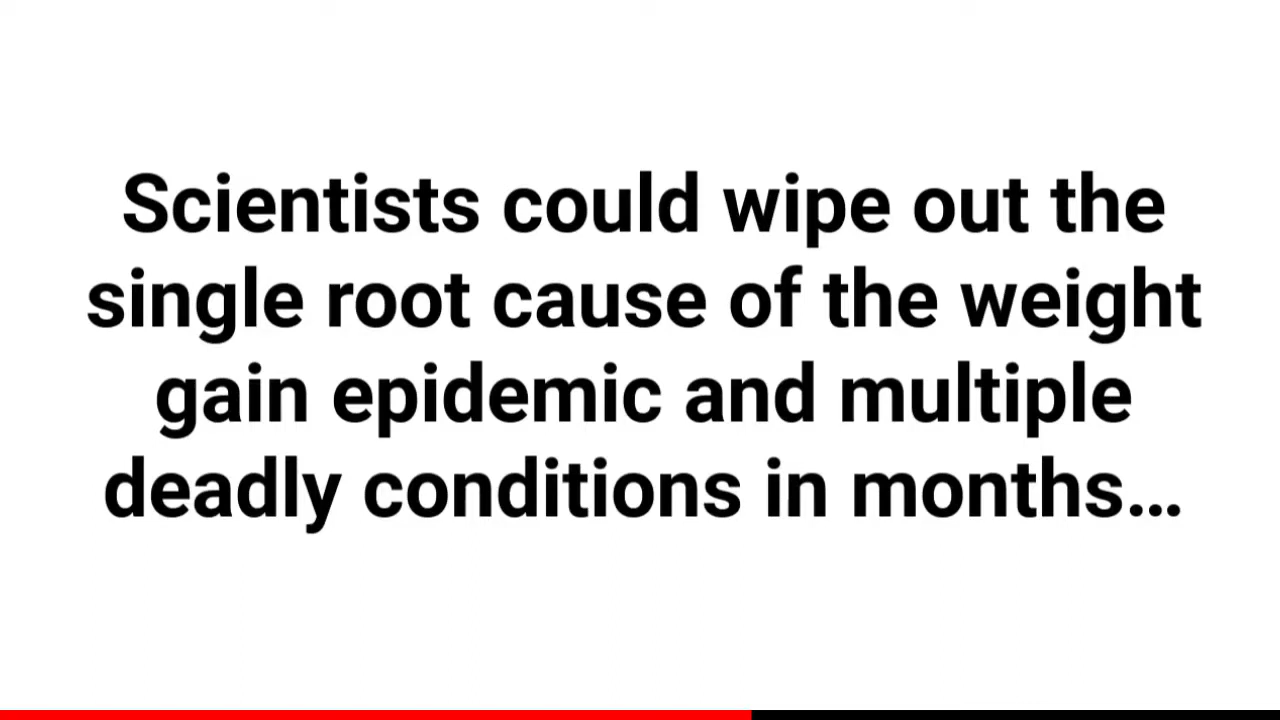 Scientists could wipe out the
single root cause of the weight
gain epidemic and multiple
deadly conditions in months...